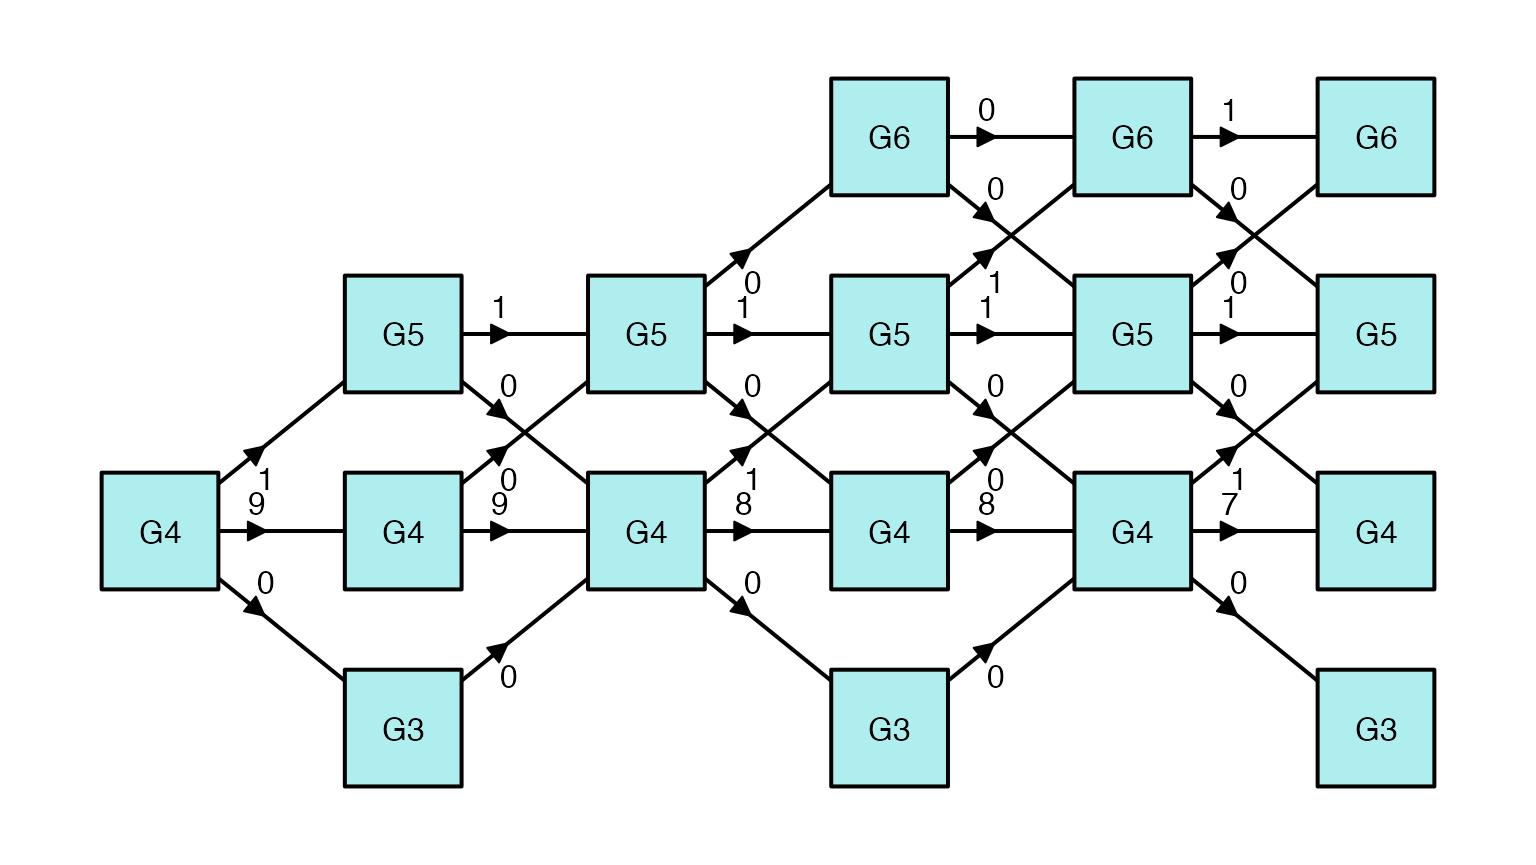 0 1
G6 G6 G6
0 0
0 1 0
1 1 1 1
G5 G5 G5 G5 G5
0 0 0 0
1 0 1 0 1
9 9 8 8 7
G4 G4 G4 G4 G4 G4
0 0 0
0 0
G3 G3 G3